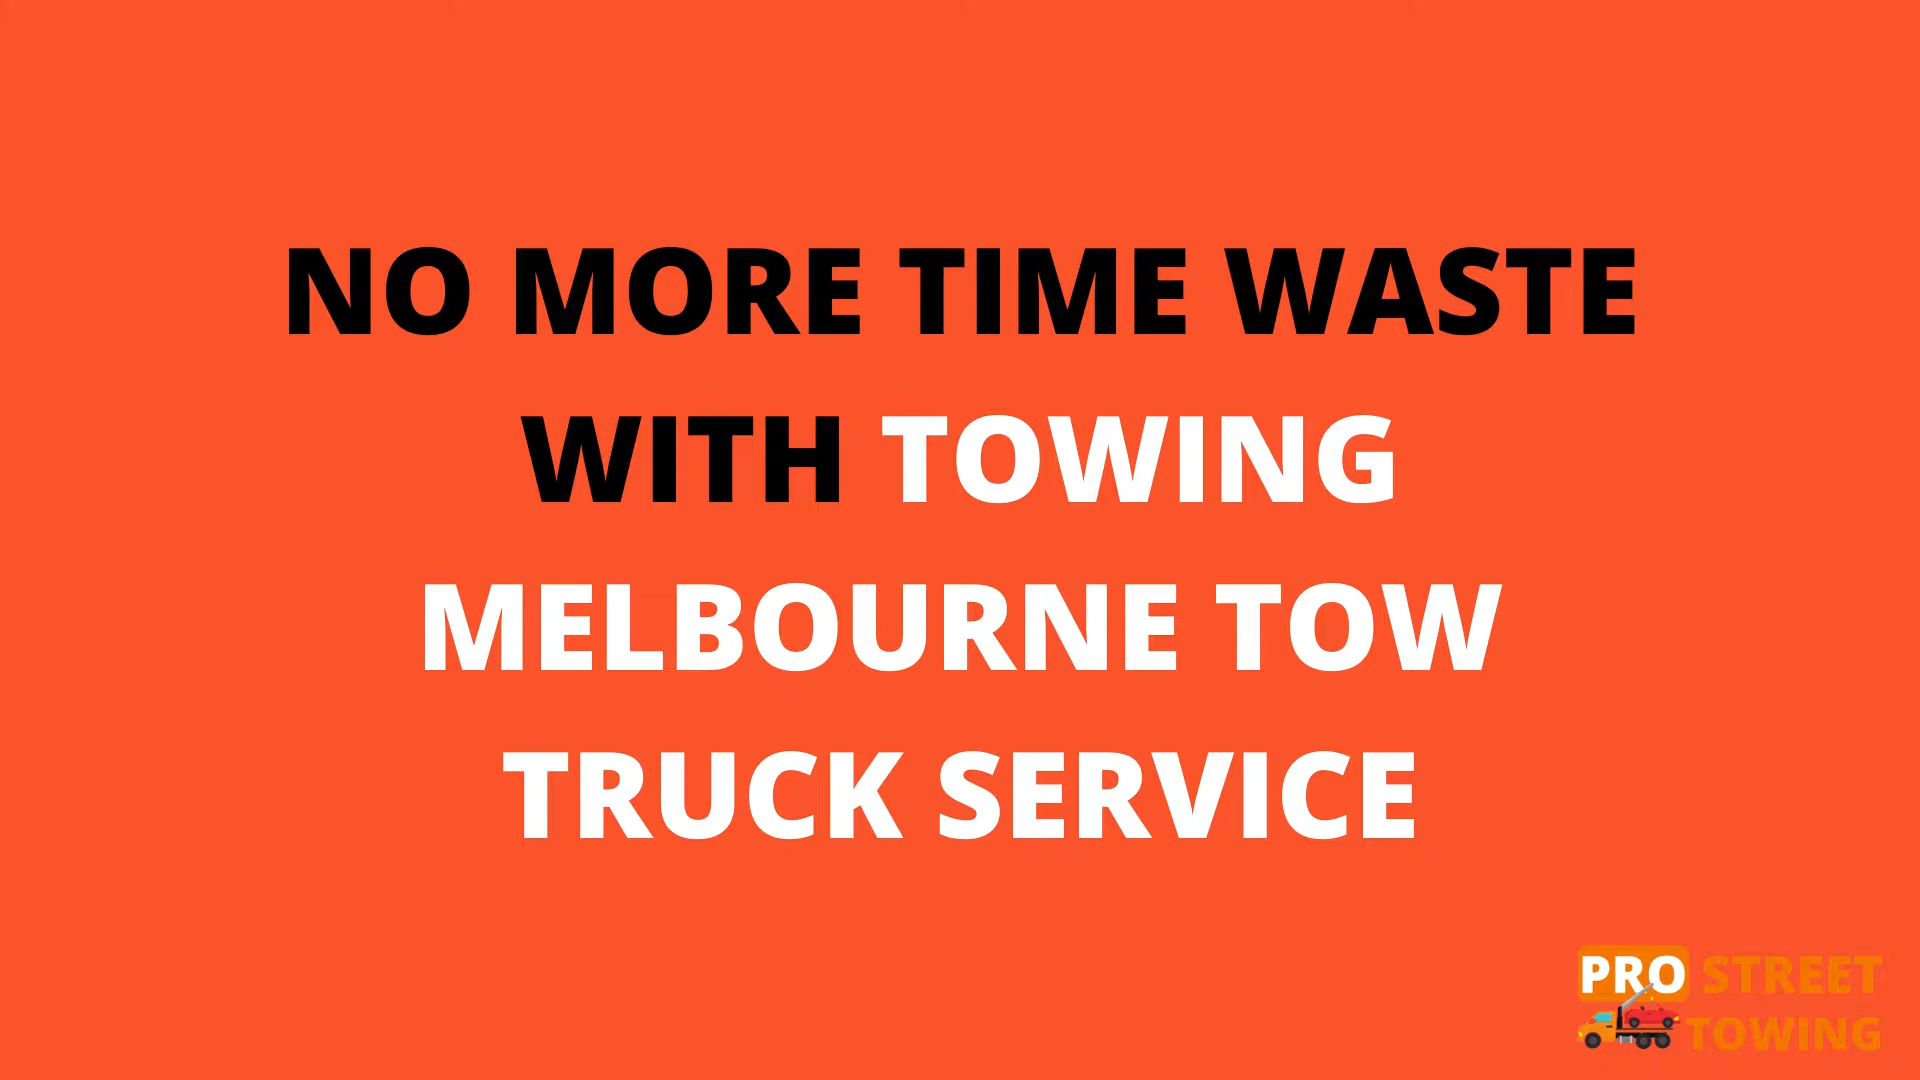 NO MORE TIME WASTE
WITH TOWING
MELBOURNE TOW
TRUCK SERVICE
PRO STREET
TOWING